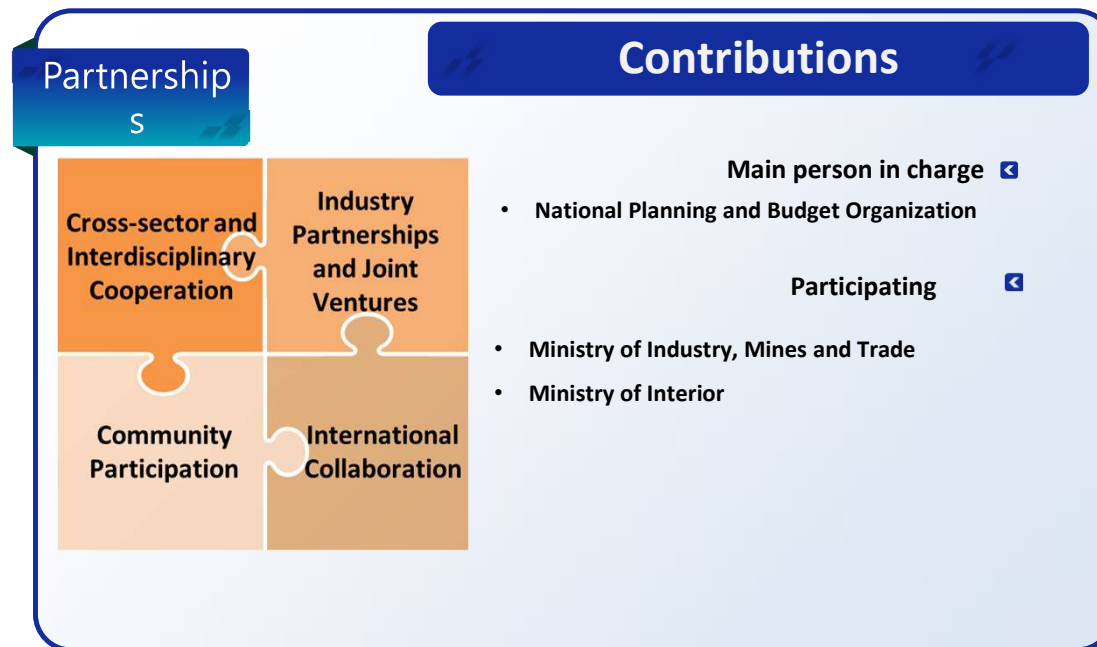 Partnership
s
Contributions
Cross-sector and
Interdisciplinary
Cooperation
Industry
Partnerships
and Joint
Ventures
Community
Participation
International
Collaboration
Main person in charge
• National Planning and Budget Organization
Participating
• Ministry of Industry, Mines and Trade
• Ministry of Interior